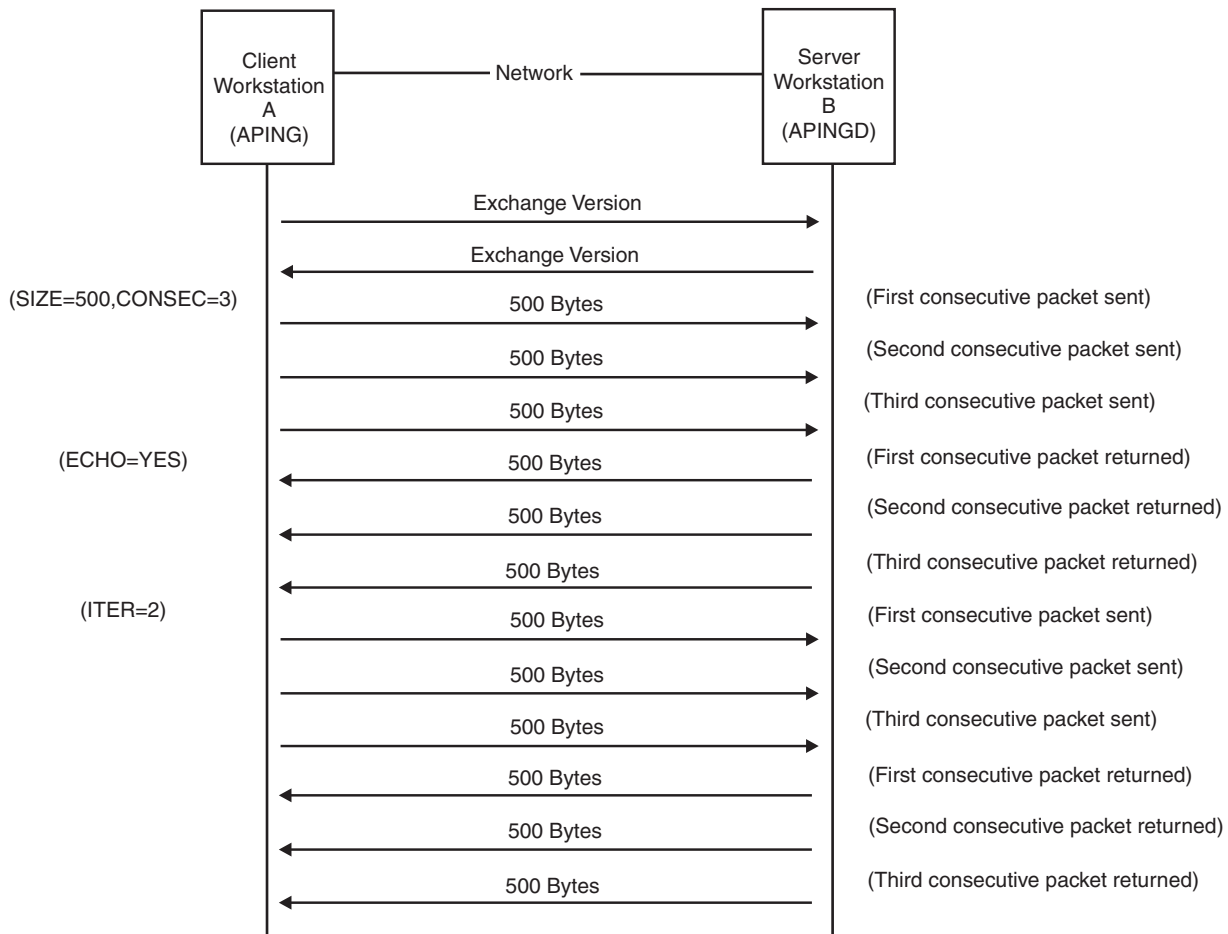 Client
Workstation
A
(APING)
Network
Server
Workstation
B
(APINGD)
Exchange Version
Exchange Version
(SIZE=500,CONSEC=3)
500 Bytes
(First consecutive packet sent)
500 Bytes
(Second consecutive packet sent)
500 Bytes
(Third consecutive packet sent)
(ECHO=YES)
500 Bytes
(First consecutive packet returned)
500 Bytes
(Second consecutive packet returned)
500 Bytes
(Third consecutive packet returned)
(ITER=2)
500 Bytes
(First consecutive packet sent)
500 Bytes
(Second consecutive packet sent)
500 Bytes
(Third consecutive packet sent)
500 Bytes
(First consecutive packet returned)
500 Bytes
(Second consecutive packet returned)
500 Bytes
(Third consecutive packet returned)